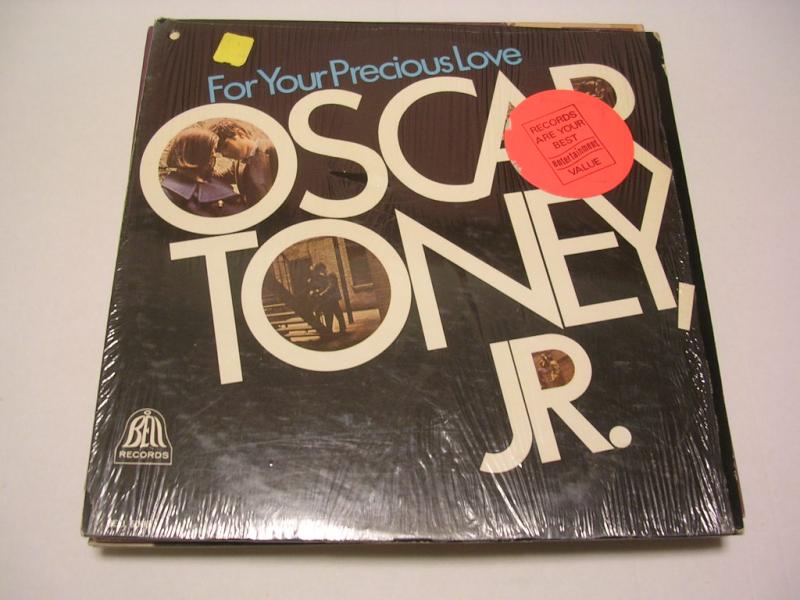 For Your Precious Love
OSCAR
TONEY,
JR.
RECORDS
ARE YOUR
BEST
entertainment
VALUE
BELL
RECORDS